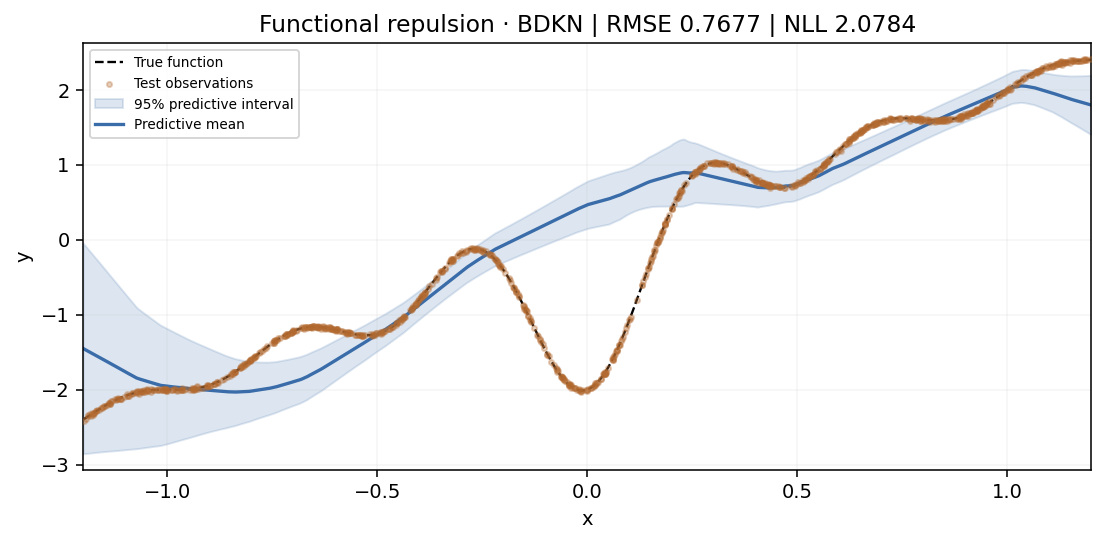 Functional repulsion · BDKN | RMSE 0.7677 | NLL 2.0784
True function
Test observations
95% predictive interval
Predictive mean
y
2
1
0
−1
−2
−3
−1.0
−0.5
0.0
0.5
1.0
x